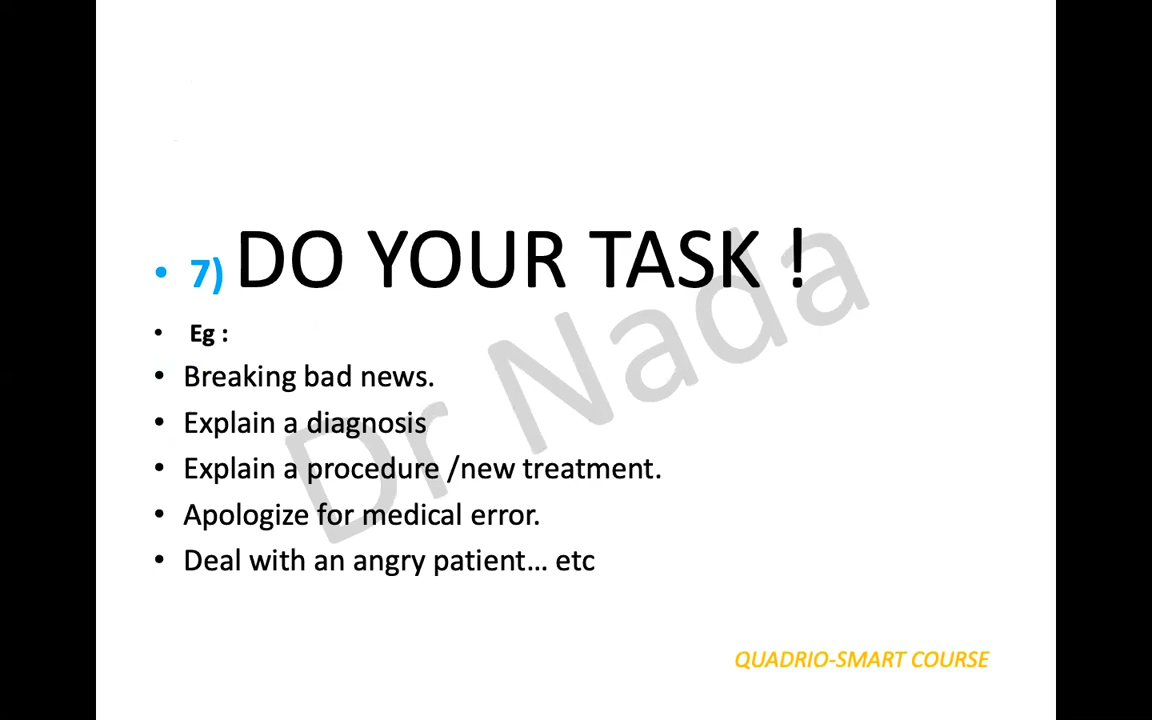 • 7) DO YOUR TASK !
• Eg :
• Breaking bad news.
• Explain a diagnosis
• Explain a procedure /new treatment.
• Apologize for medical error.
• Deal with an angry patient... etc
Dr Nada
QUADRIO-SMART COURSE